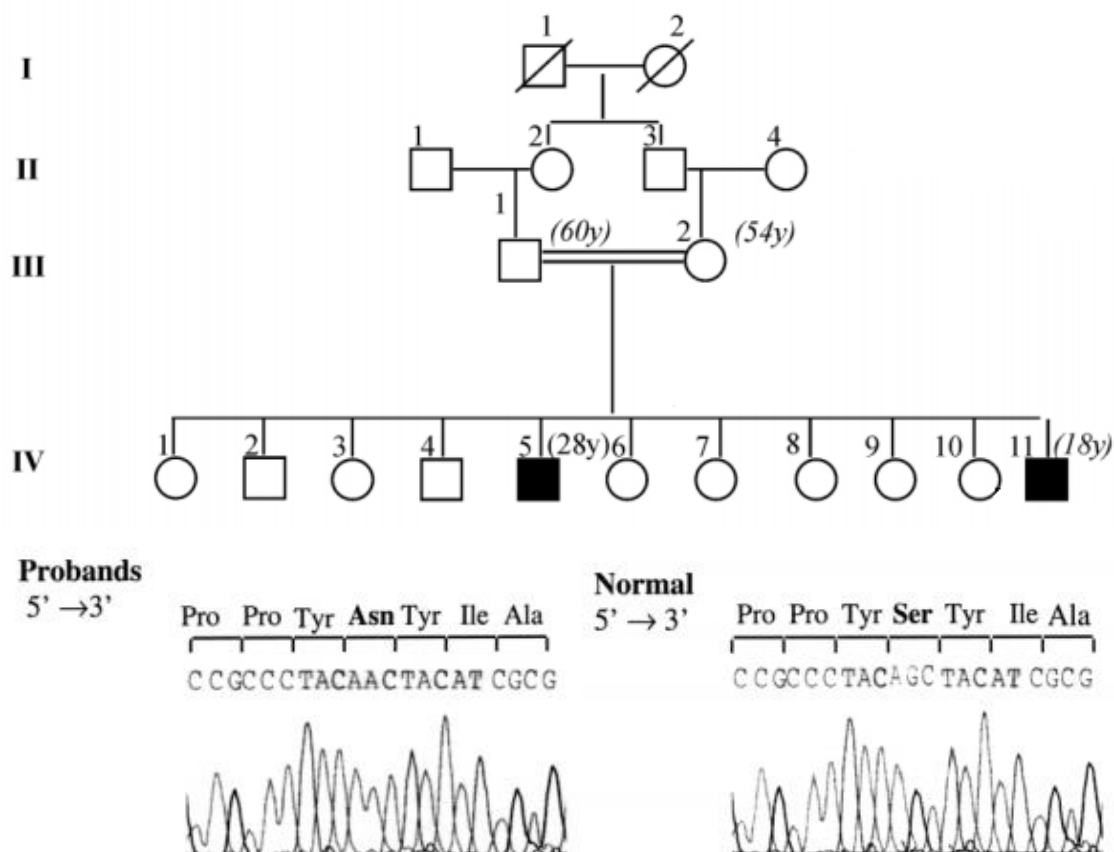 1 2
I
1 2 3 4
II
1 (60y) 2 (54y)
III
1 2 3 4 5 (28y) 6 7 8 9 10 11 (18y)
IV
Probands
5' →3'
Pro Pro Tyr Asn Tyr Ile Ala
CCGCCCTACAACTACATCGCG
Normal
5' → 3'
Pro Pro Tyr Ser Tyr Ile Ala
CCGCCCTACAGCTACATCGCG